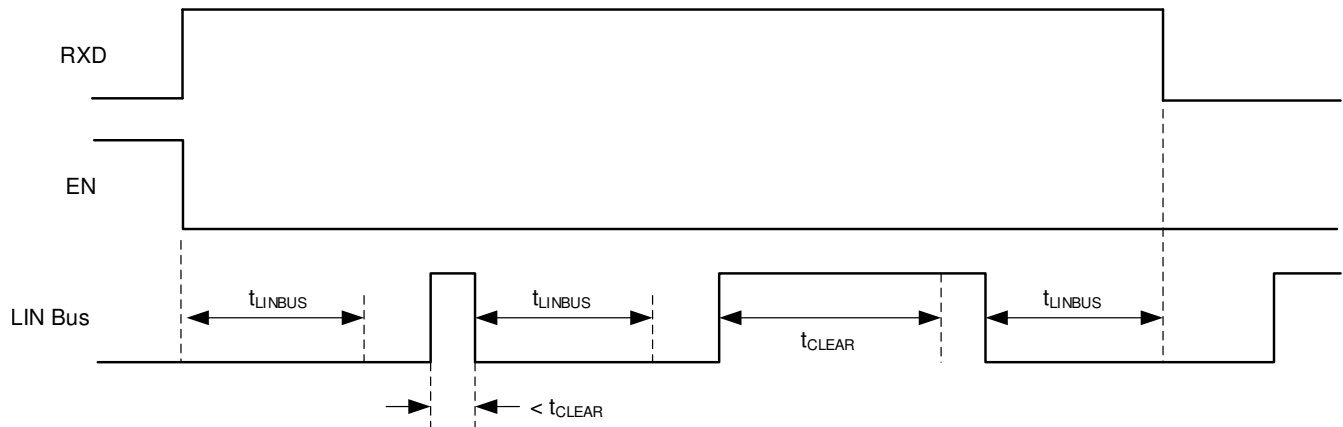 RXD
EN
LIN Bus
tLINBUS
tLINBUS
tCLEAR
tLINBUS
< tCLEAR